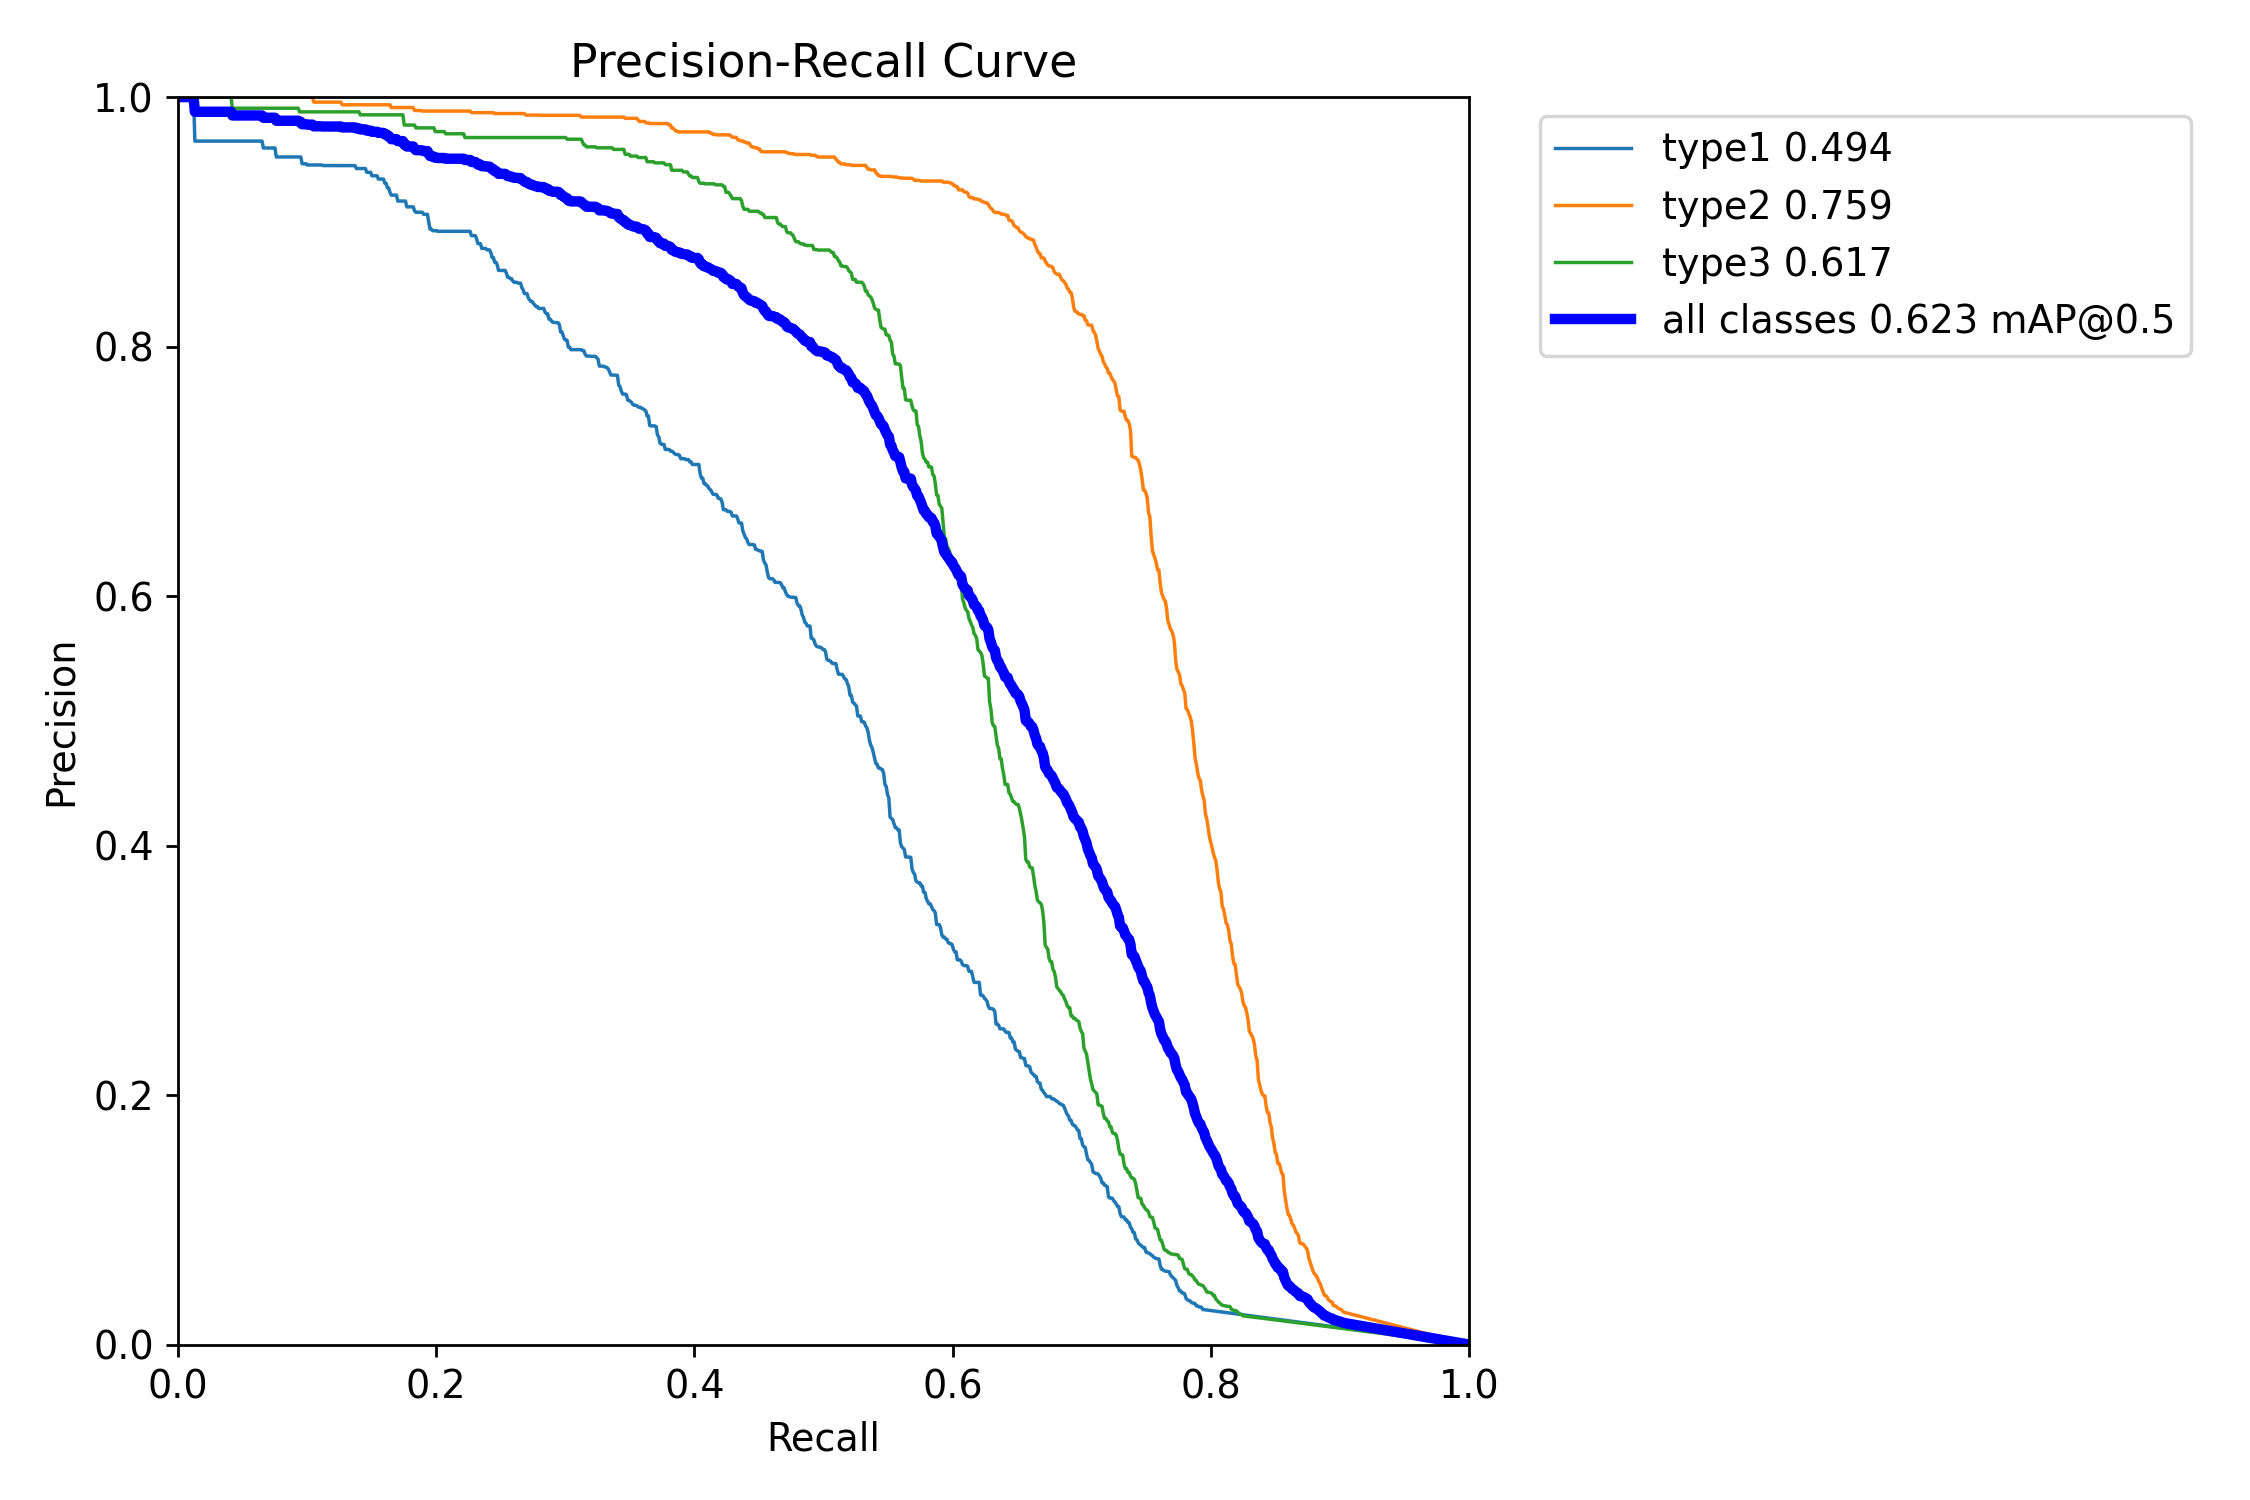 Precision-Recall Curve
1.0
0.8
0.6
0.4
0.2
0.0
Precision
0.0 0.2 0.4 0.6 0.8 1.0
Recall
type1 0.494
type2 0.759
type3 0.617
all classes 0.623 mAP@0.5